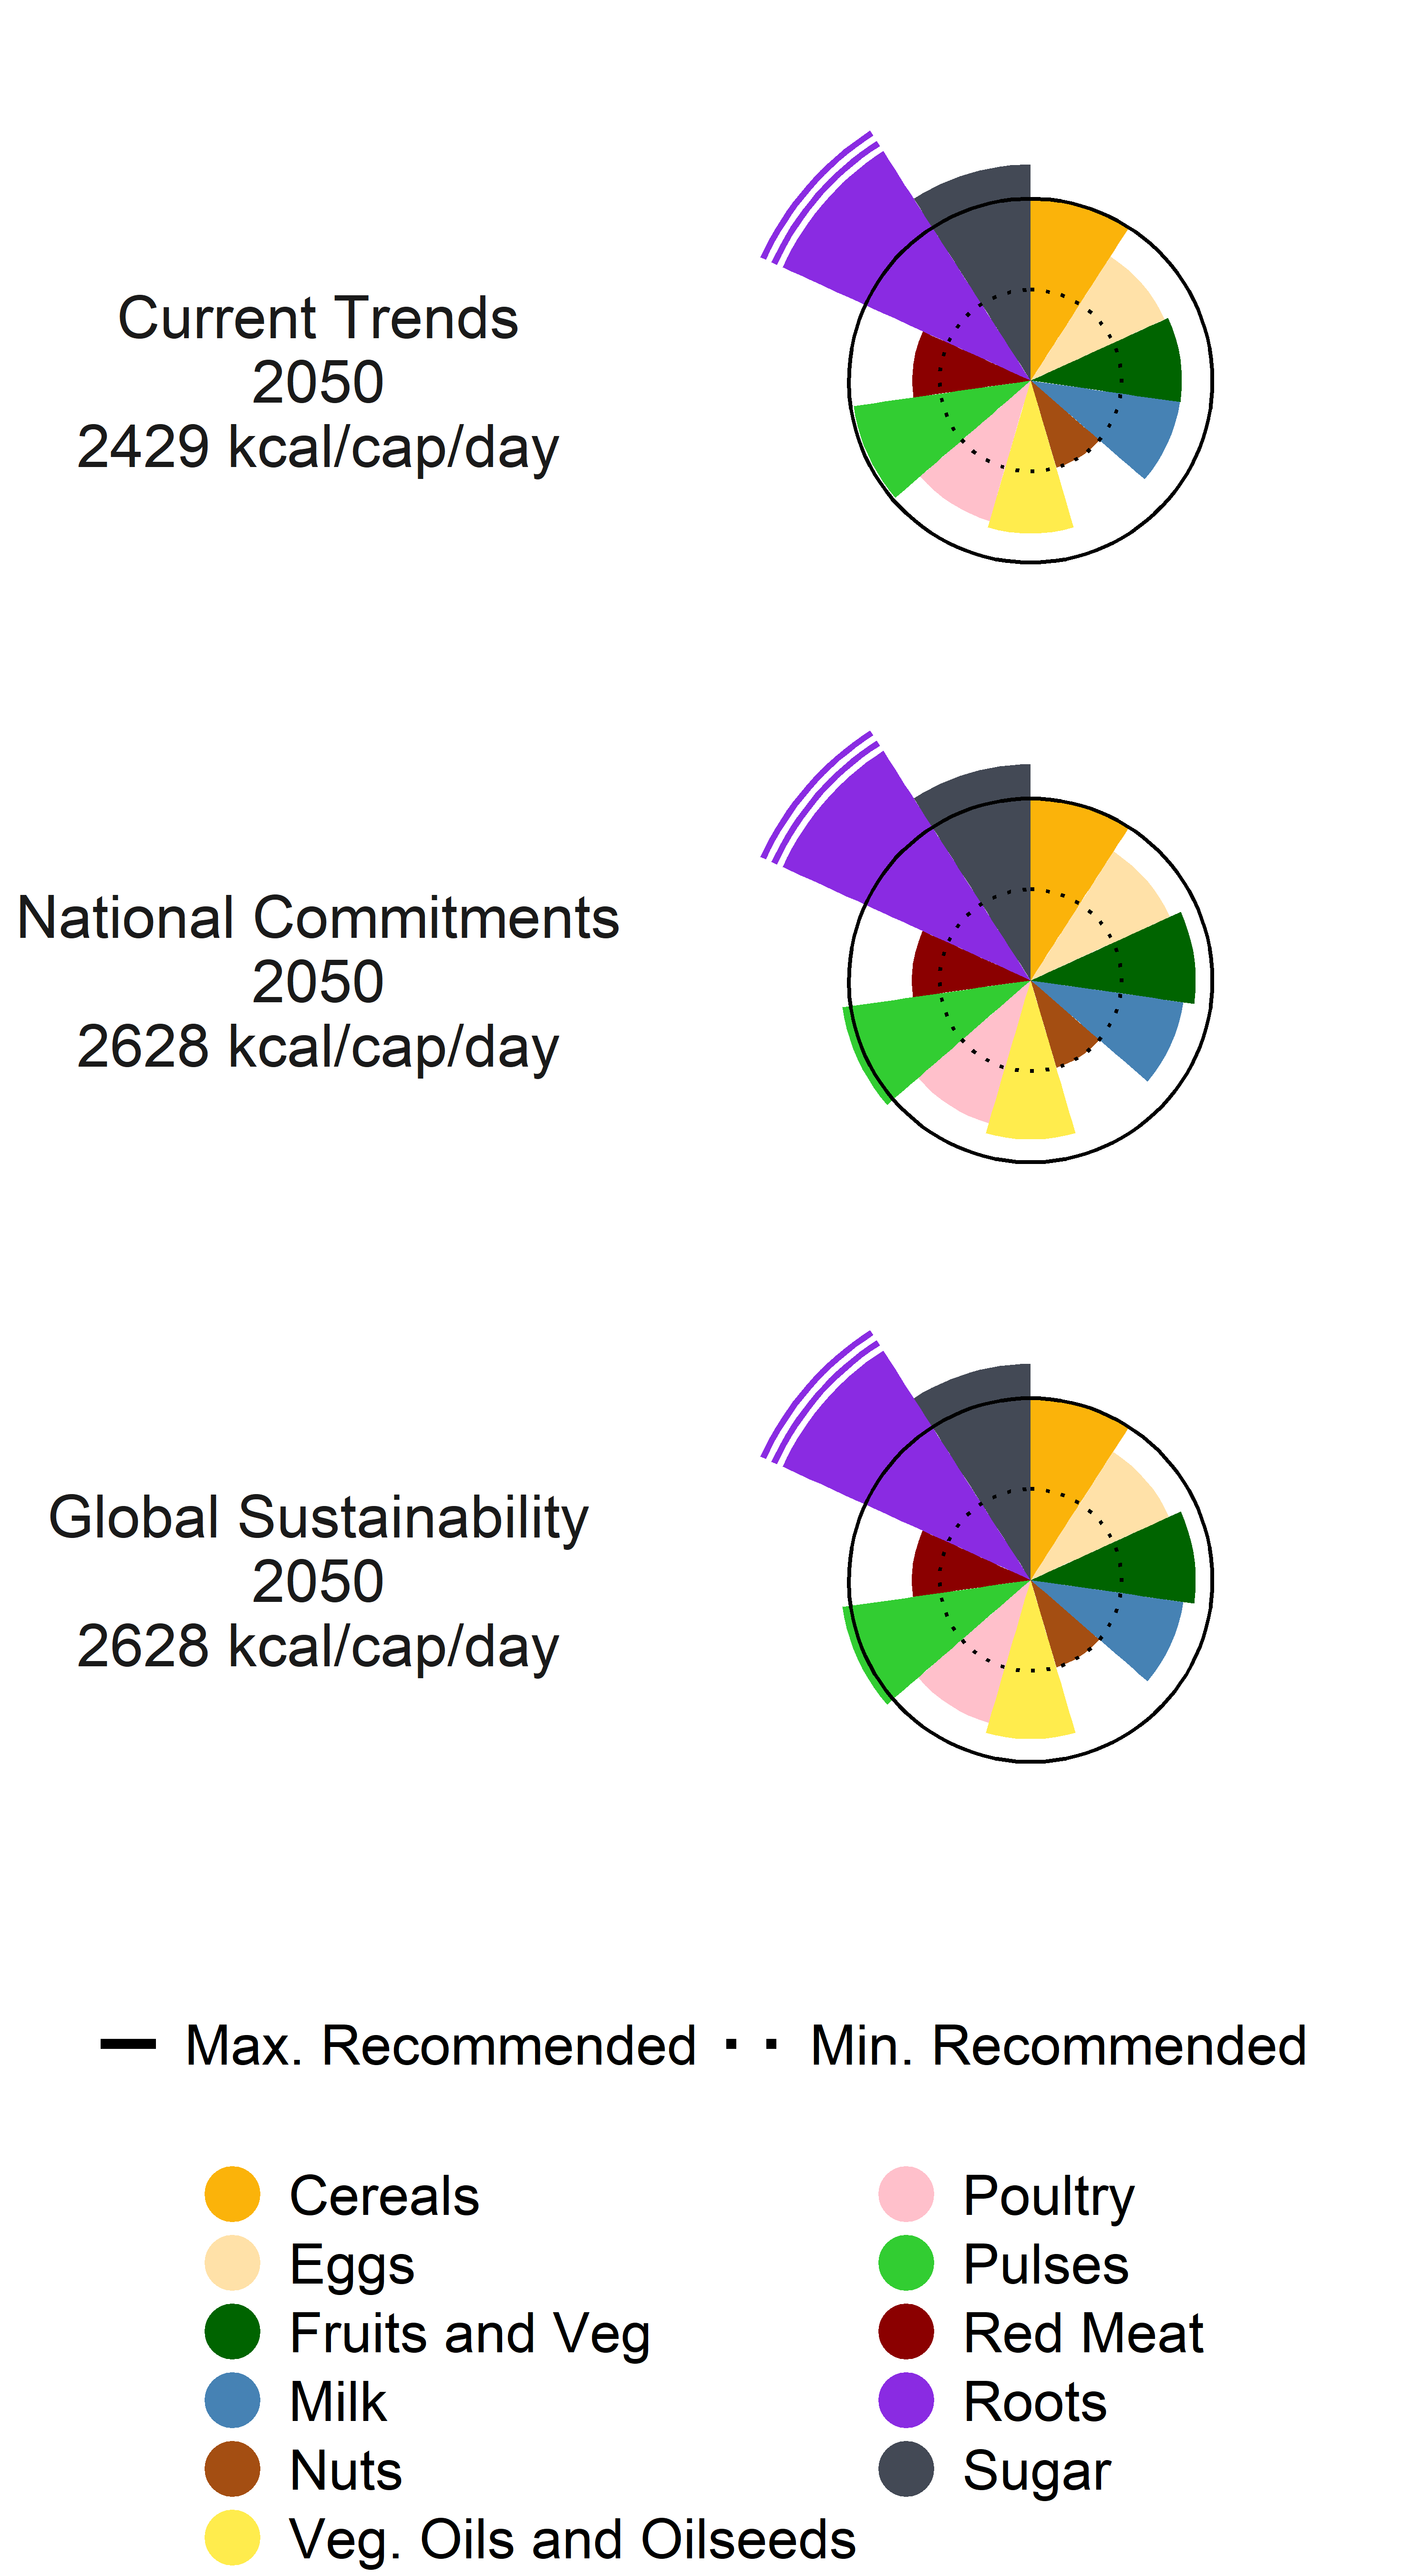 Current Trends
2050
2429 kcal/cap/day
National Commitments
2050
2628 kcal/cap/day
Global Sustainability
2050
2628 kcal/cap/day
Max. Recommended
Min. Recommended
Cereals
Eggs
Fruits and Veg
Milk
Nuts
Veg. Oils and Oilseeds
Poultry
Pulses
Red Meat
Roots
Sugar